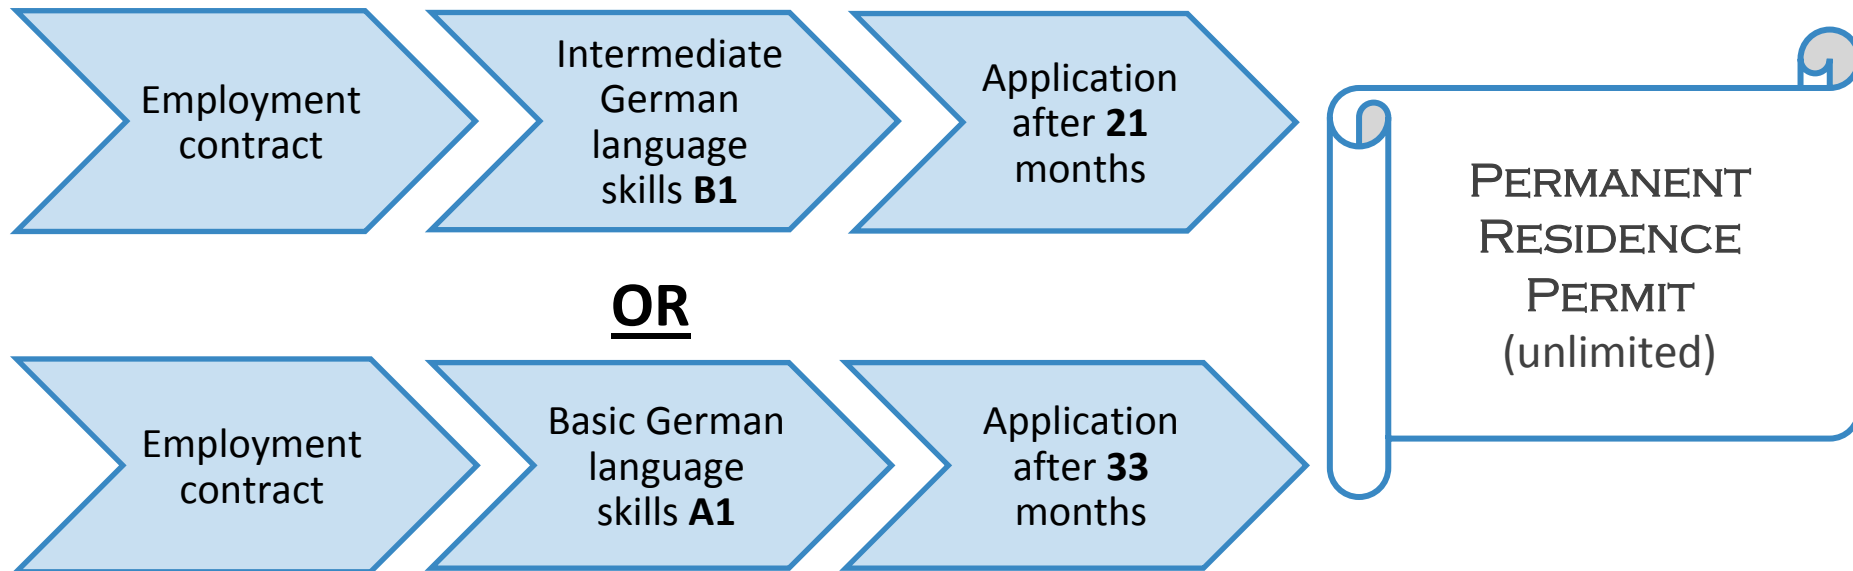 Employment
contract
Intermediate
German
language
skills B1
Application
after 21
months
OR
Employment
contract
Basic German
language
skills A1
Application
after 33
months
PERMANENT
RESIDENCE
PERMIT
(unlimited)